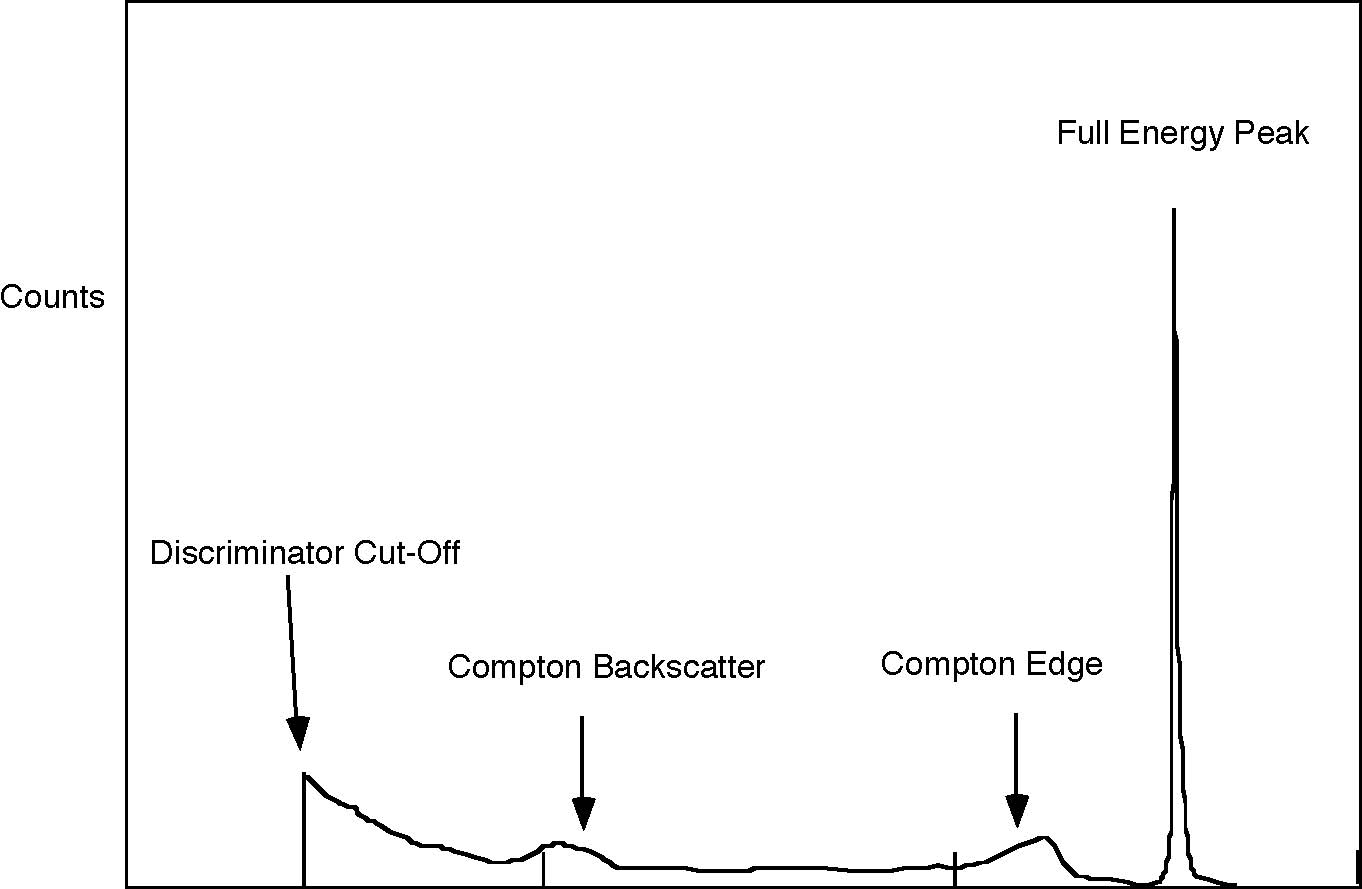 Full Energy Peak
Counts
Discriminator Cut-Off
Compton Backscatter
Compton Edge